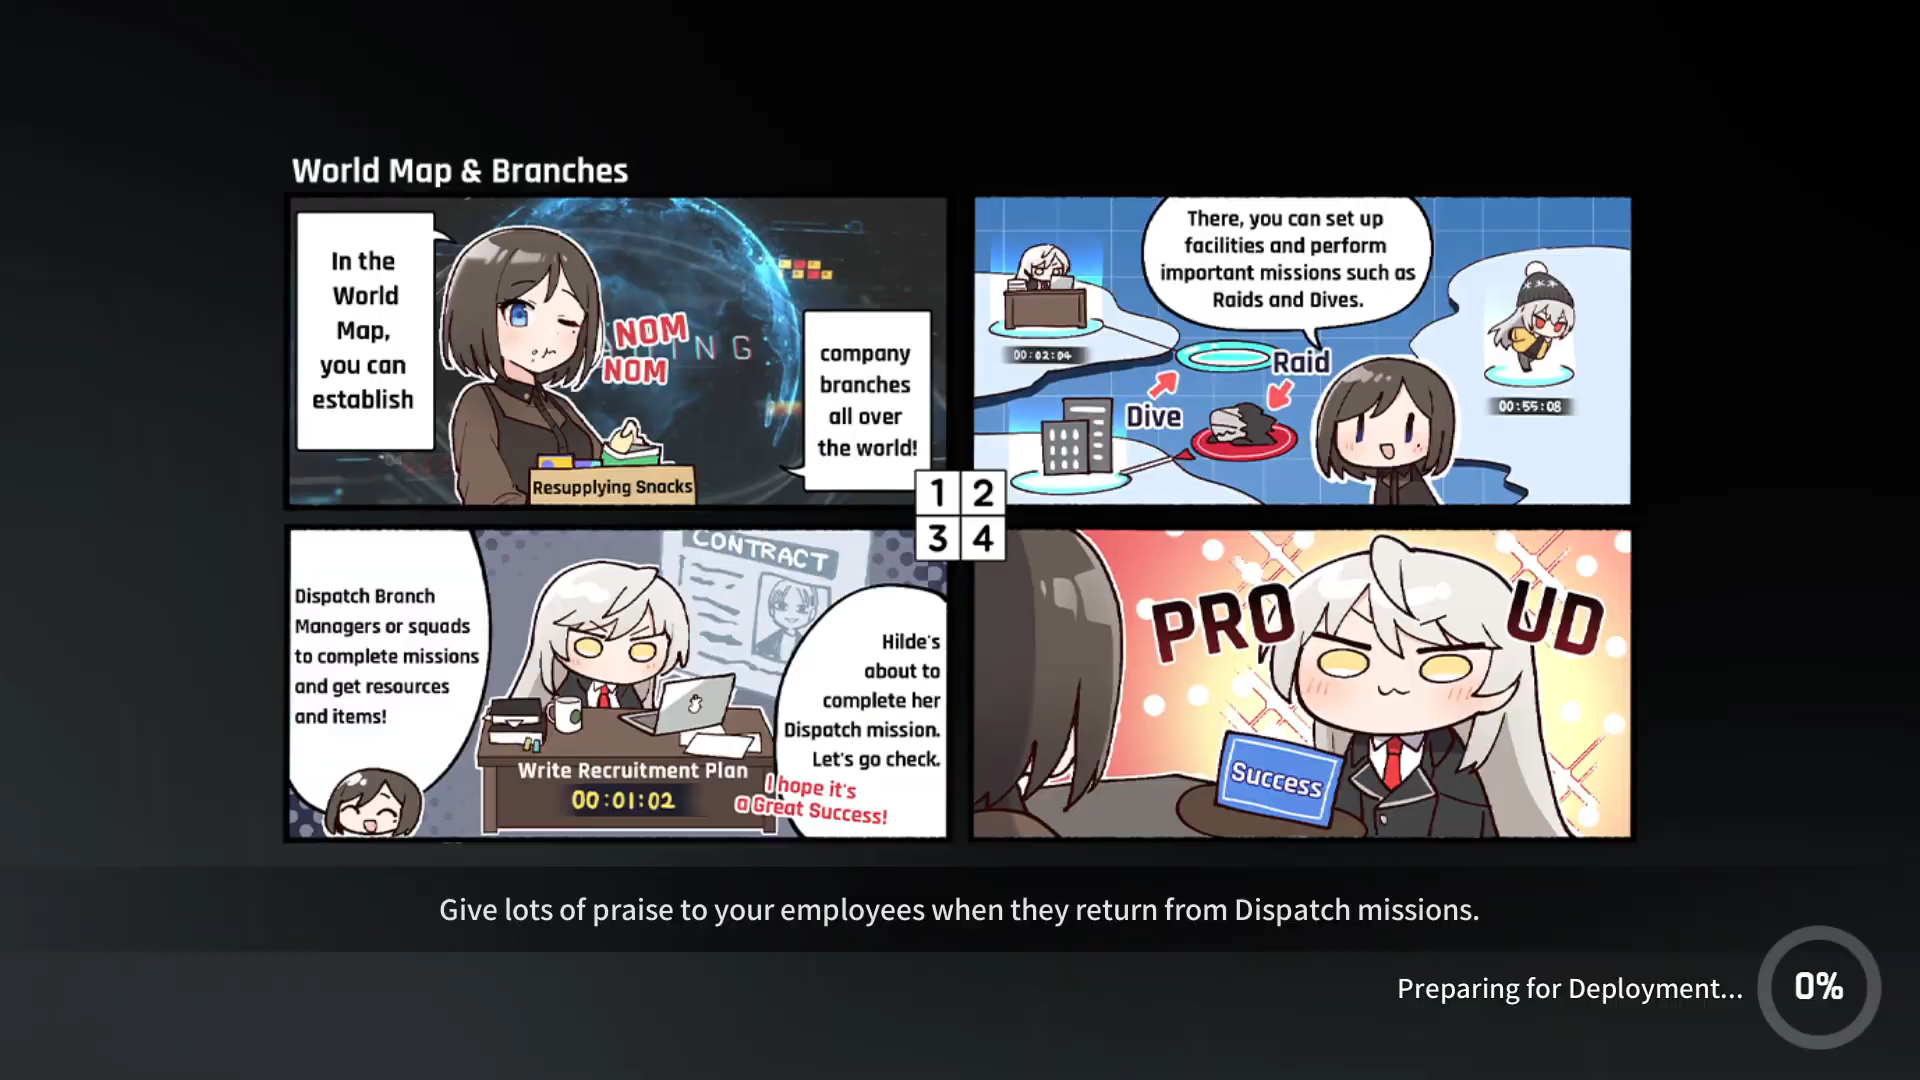 World Map & Branches
In the
World
Map,
you can
establish
NOM
NOM
Resupplying Snacks
company
branches
all over
the world!
There, you can set up
facilities and perform
important missions such as
Raids and Dives.
00:02:04
Raid
Dive
00:55:08
1 2
3 4
Dispatch Branch
Managers or squads
to complete missions
and get resources
and items!
CONTRACT
Write Recruitment Plan
00:01:02
Hilde's
about to
complete her
Dispatch mission.
Let's go check.
I hope it's
a Great Success!
PROUD
Success
Give lots of praise to your employees when they return from Dispatch missions.
Preparing for Deployment...
0%